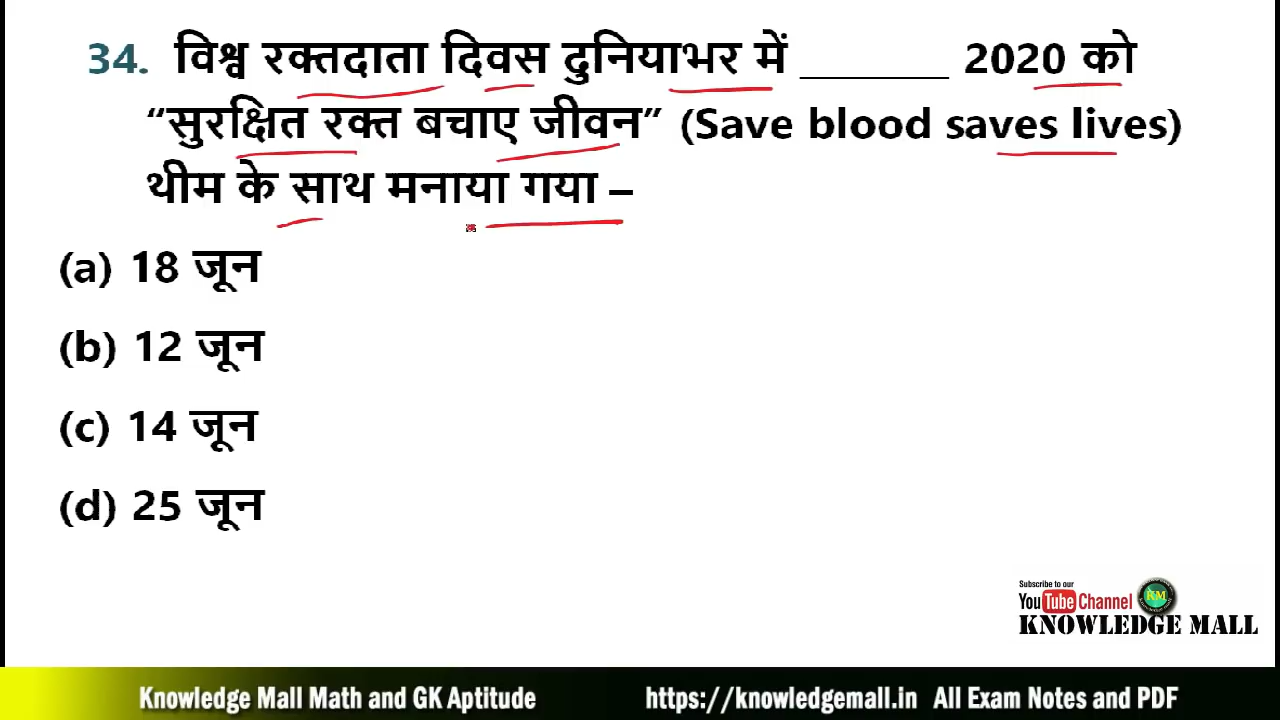 34. विश्व रक्तदाता दिवस दुनियाभर में ________ 2020 को
“सुरक्षित रक्त बचाए जीवन” (Save blood saves lives)
थीम के साथ मनाया गया –
(a) 18 जून
(b) 12 जून
(c) 14 जून
(d) 25 जून
Subscribe to our
YouTube Channel
KM
KNOWLEDGE MALL
Knowledge Mall Math and GK Aptitude https://knowledgemall.in All Exam Notes and PDF